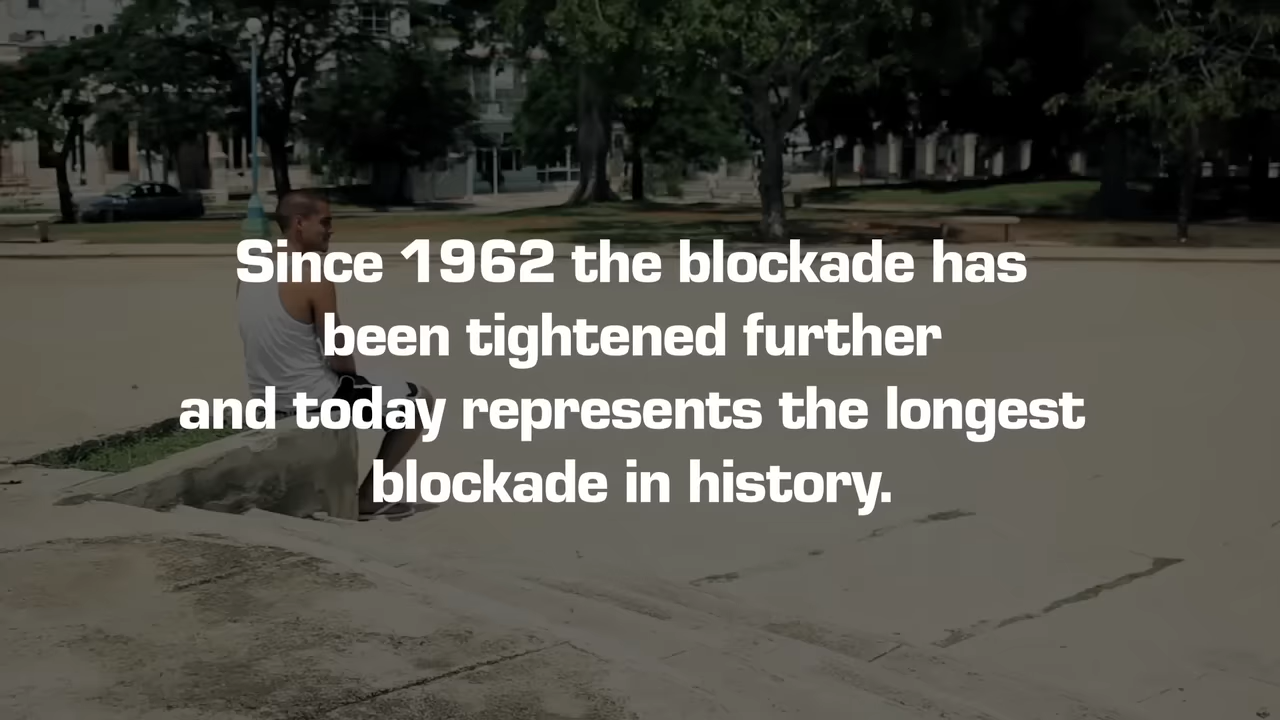 Since 1962 the blockade has
been tightened further
and today represents the longest
blockade in history.